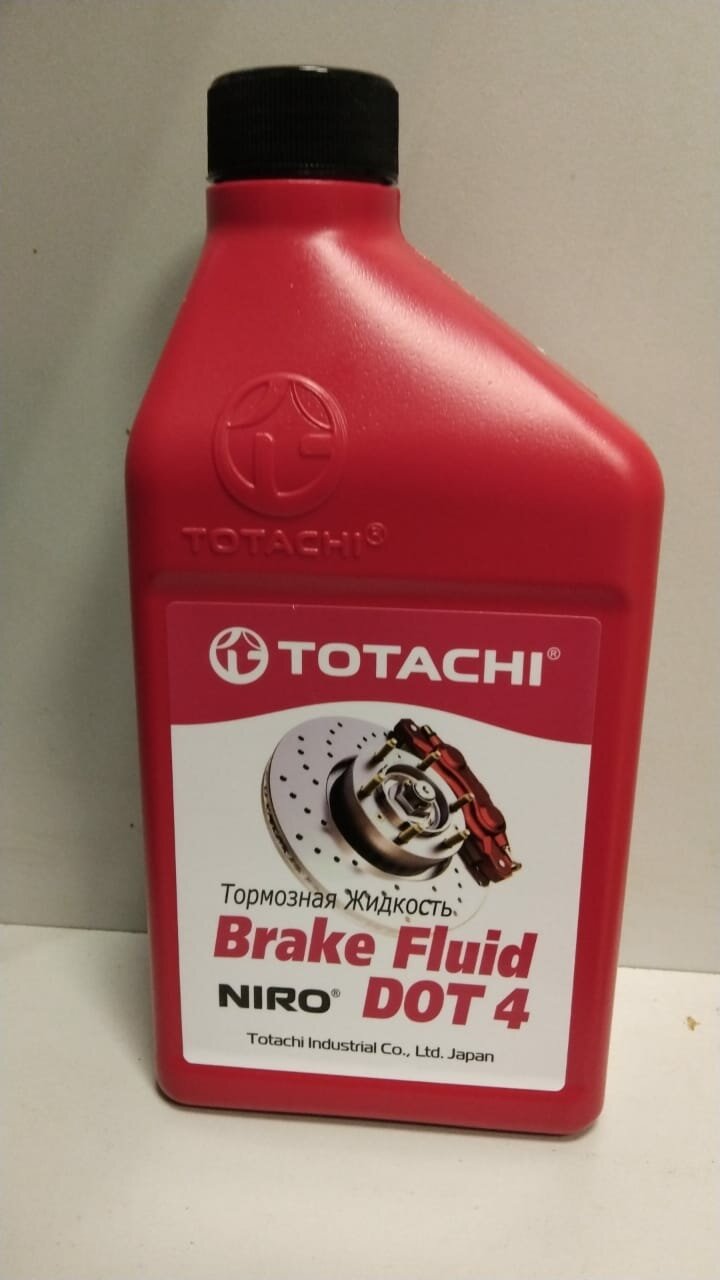 TOTACHI®
TOTACHI®
Тормозная Жидкость
Brake Fluid
NIRO® DOT 4
Totachi Industrial Co., Ltd. Japan